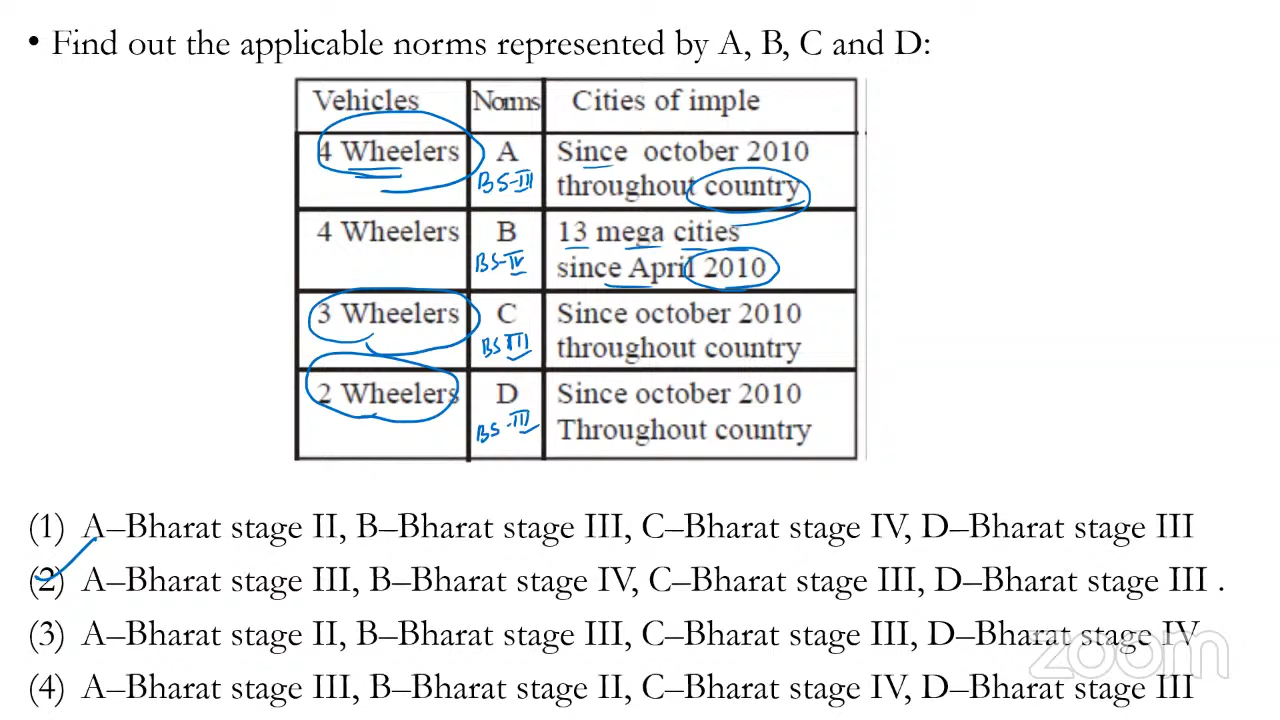 • Find out the applicable norms represented by A, B, C and D:
Vehicles Norms Cities of imple
4 Wheelers A Since october 2010
BS-III throughout country
4 Wheelers B 13 mega cities
BS-IV since April 2010
3 Wheelers C Since october 2010
BS III throughout country
2 Wheelers D Since october 2010
BS-III Throughout country
(1) A–Bharat stage II, B–Bharat stage III, C–Bharat stage IV, D–Bharat stage III
(2) A–Bharat stage III, B–Bharat stage IV, C–Bharat stage III, D–Bharat stage III .
(3) A–Bharat stage II, B–Bharat stage III, C–Bharat stage III, D–Bharat stage IV
zoom
(4) A–Bharat stage III, B–Bharat stage II, C–Bharat stage IV, D–Bharat stage III